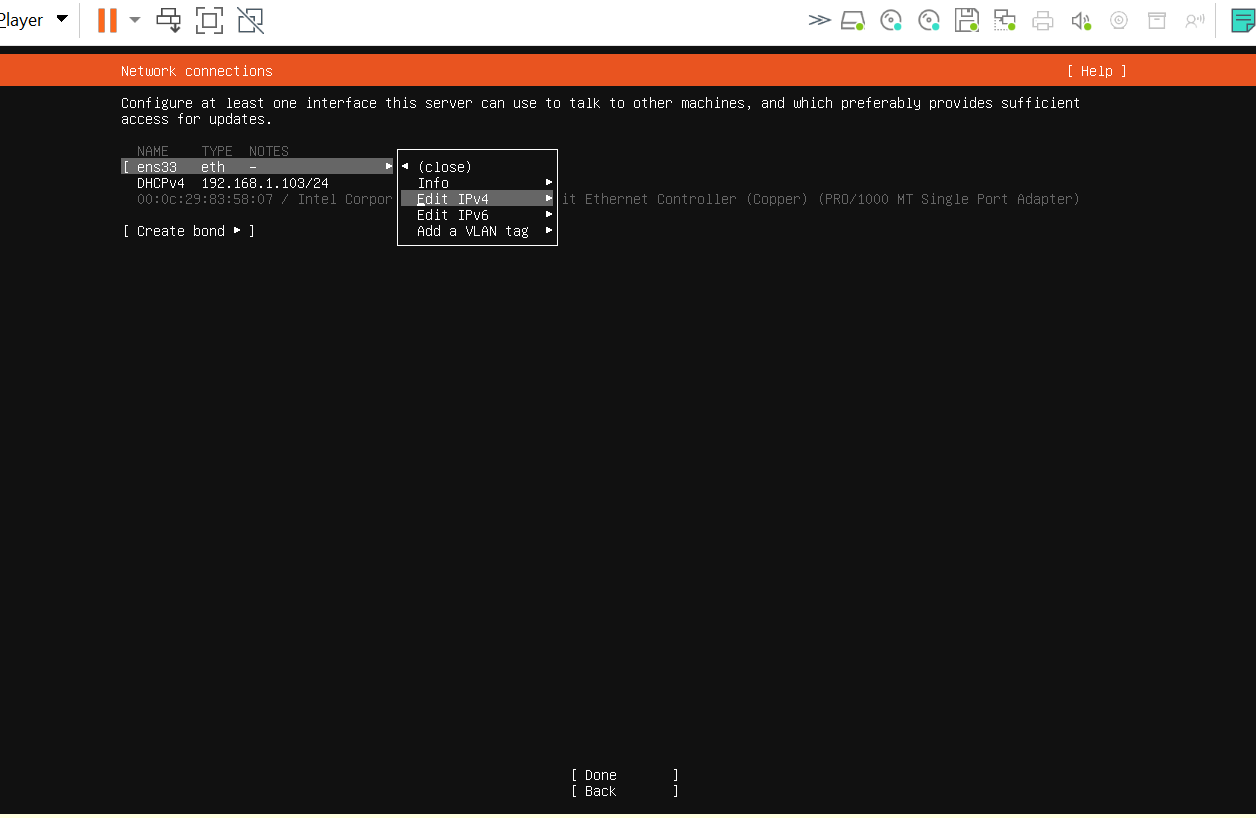 Player
Network connections [ Help ]
Configure at least one interface this server can use to talk to other machines, and which preferably provides sufficient
access for updates.
NAME TYPE NOTES
[ ens33 eth – ▸
DHCPv4 192.168.1.103/24
00:0c:29:83:58:07 / Intel Corpor it Ethernet Controller (Copper) (PRO/1000 MT Single Port Adapter)
◂ (close)
Info ▸
Edit IPv4 ▸
Edit IPv6 ▸
Add a VLAN tag ▸
[ Create bond ▸ ]
[ Done ]
[ Back ]